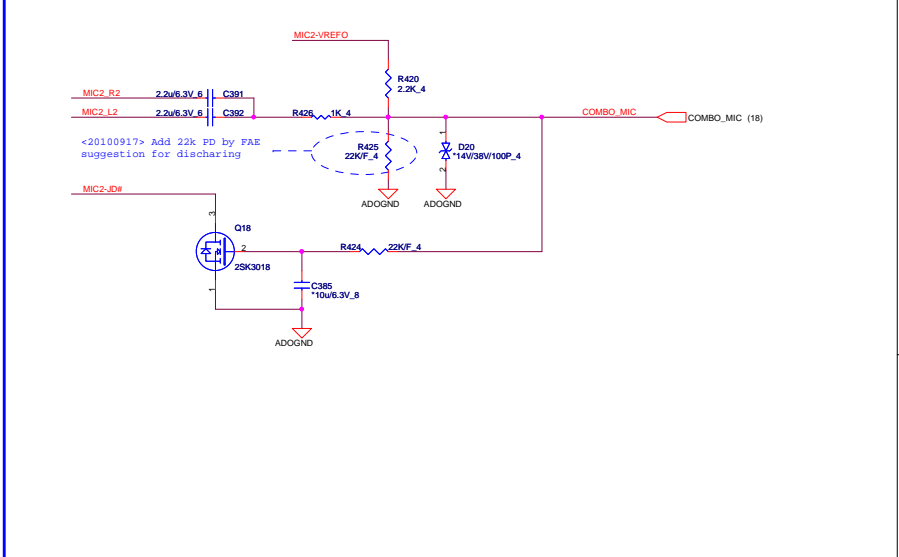 MIC2-VREFO
R420
2.2K_4
MIC2_R2
2.2u/6.3V_6
C391
MIC2_L2
2.2u/6.3V_6
C392
R426
1K_4
COMBO_MIC
COMBO_MIC (18)
<20100917> Add 22k PD by FAE
suggestion for discharing
R425
22K/F_4
1
D20
*14V/38V/100P_4
2
ADOGND
ADOGND
MIC2-JD#
3
Q18
2
2SK3018
1
R424
22K/F_4
C385
*10u/6.3V_8
ADOGND